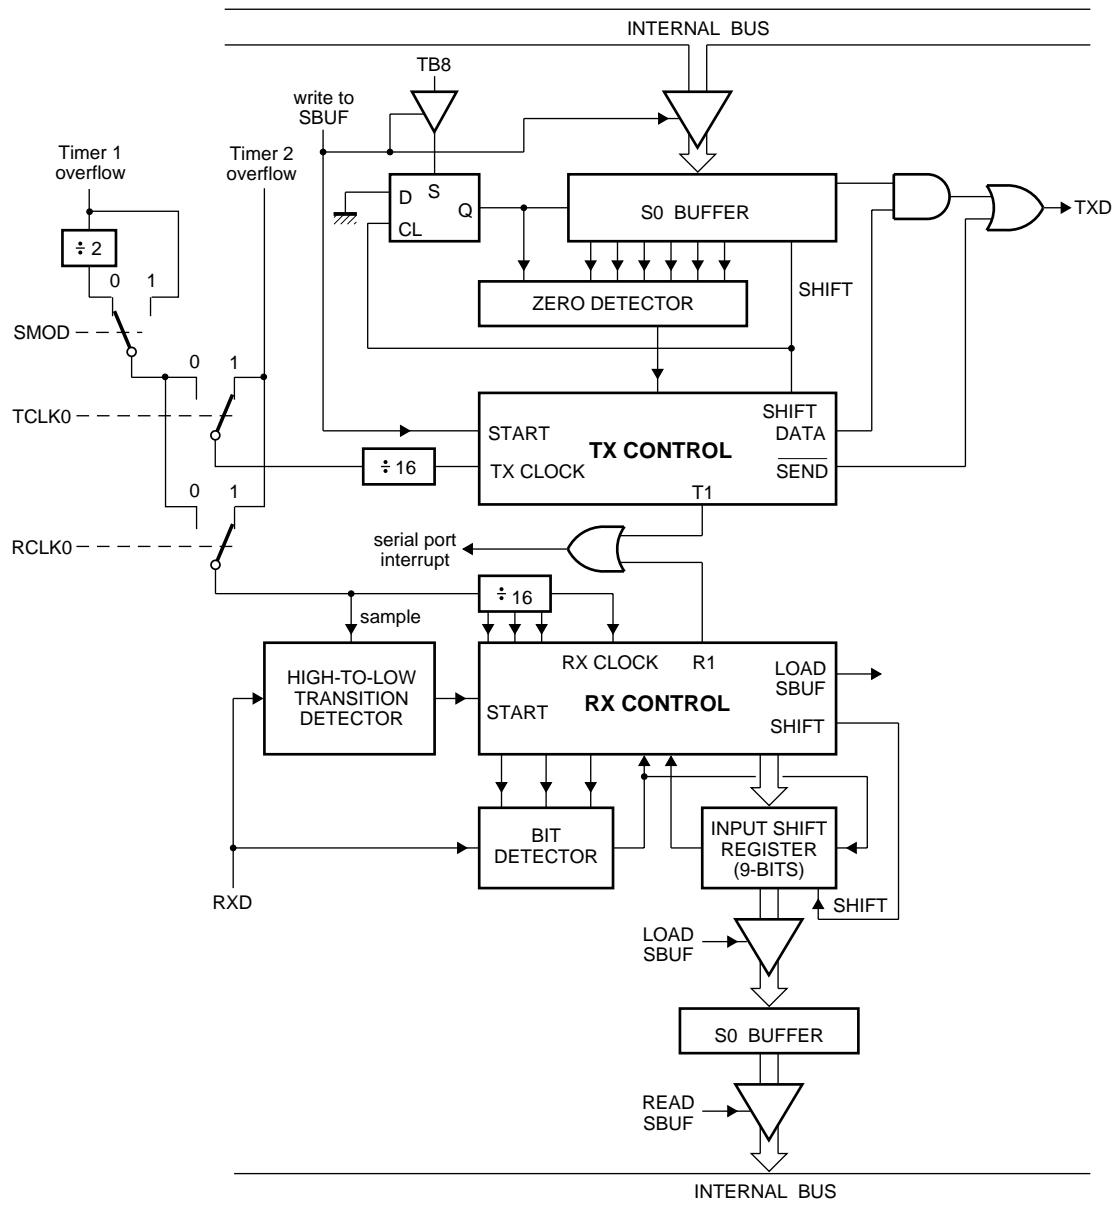 INTERNAL BUS
TB8
write to
SBUF
Timer 1
overflow
Timer 2
overflow
D
S
Q
CL
S0 BUFFER
TXD
÷ 2
0
1
ZERO DETECTOR
SHIFT
SMOD
0
1
TCLK0
SHIFT
DATA
START
TX CONTROL
SEND
÷ 16
TX CLOCK
T1
0
1
RCLK0
serial port
interrupt
÷ 16
sample
RX CLOCK
R1
LOAD
SBUF
HIGH-TO-LOW
TRANSITION
DETECTOR
START
RX CONTROL
SHIFT
BIT
DETECTOR
INPUT SHIFT
REGISTER
(9-BITS)
RXD
SHIFT
LOAD
SBUF
S0 BUFFER
READ
SBUF
INTERNAL BUS